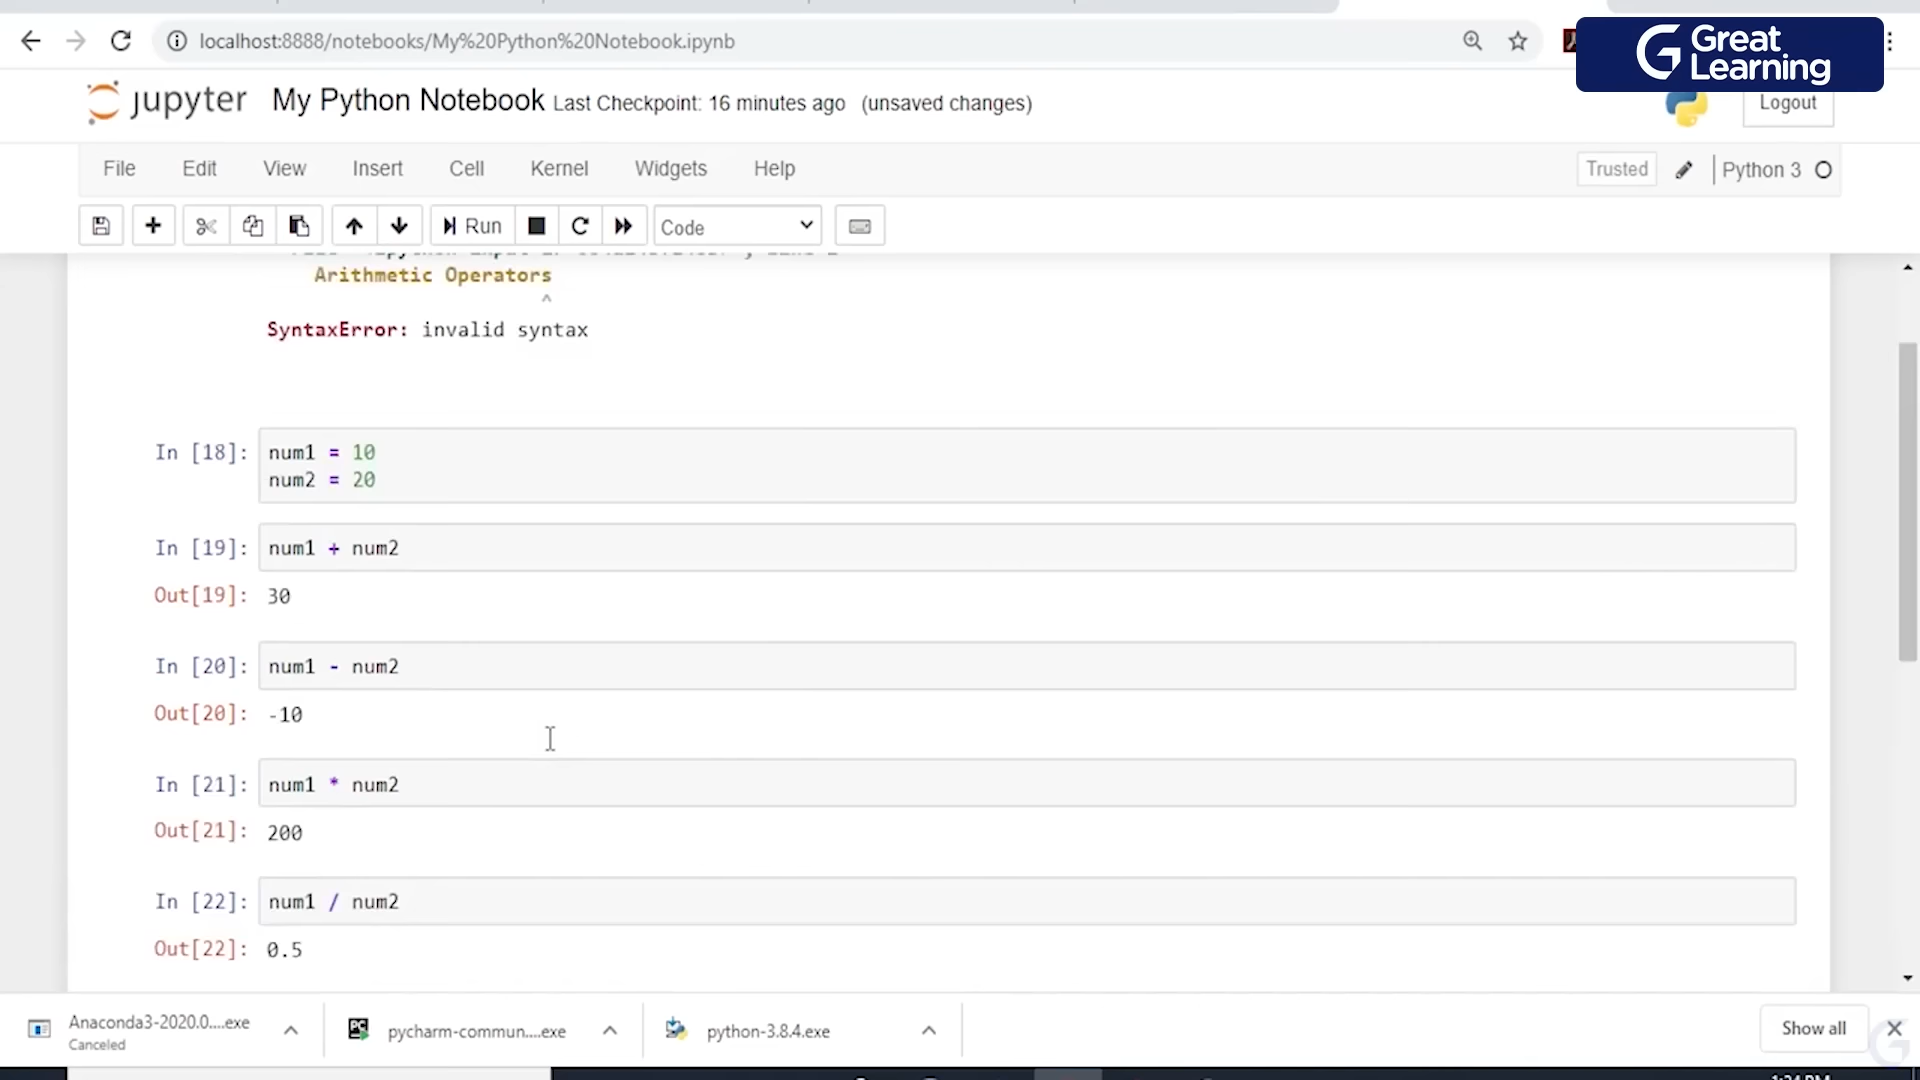 localhost:8888/notebooks/My%20Python%20Notebook.ipynb
Great
Learning
jupyter My Python Notebook Last Checkpoint: 16 minutes ago (unsaved changes)
Logout
File Edit View Insert Cell Kernel Widgets Help
Trusted Python 3
Run Code
Arithmetic Operators
^
SyntaxError: invalid syntax
In [18]: num1 = 10
num2 = 20
In [19]: num1 + num2
Out[19]: 30
In [20]: num1 - num2
Out[20]: -10
In [21]: num1 * num2
Out[21]: 200
In [22]: num1 / num2
Out[22]: 0.5
Anaconda3-2020.0....exe
Canceled
pycharm-commun....exe
python-3.8.4.exe
Show all